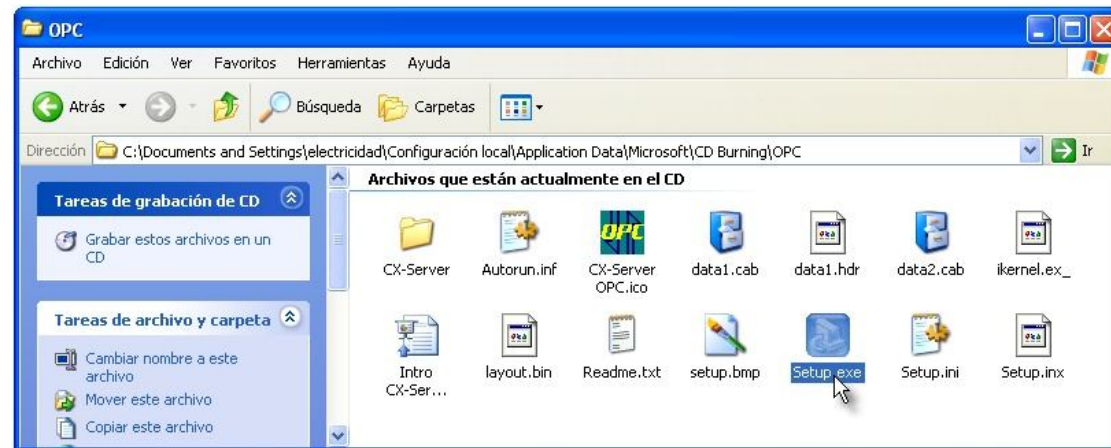 OPC
Archivo Edición Ver Favoritos Herramientas Ayuda
Atrás Búsqueda Carpetas
Dirección C:\Documents and Settings\electricidad\Configuración local\Application Data\Microsoft\CD Burning\OPC Ir
Archivos que están actualmente en el CD
Tareas de grabación de CD
Grabar estos archivos en un
CD
Tareas de archivo y carpeta
Cambiar nombre a este
archivo
Mover este archivo
Copiar este archivo
OPC
CX-Server Autorun.inf CX-Server data1.cab data1.hdr data2.cab ikernel.ex_
OPC.ico
Intro layout.bin Readme.txt setup.bmp Setup.exe Setup.ini Setup.inx
CX-Ser...